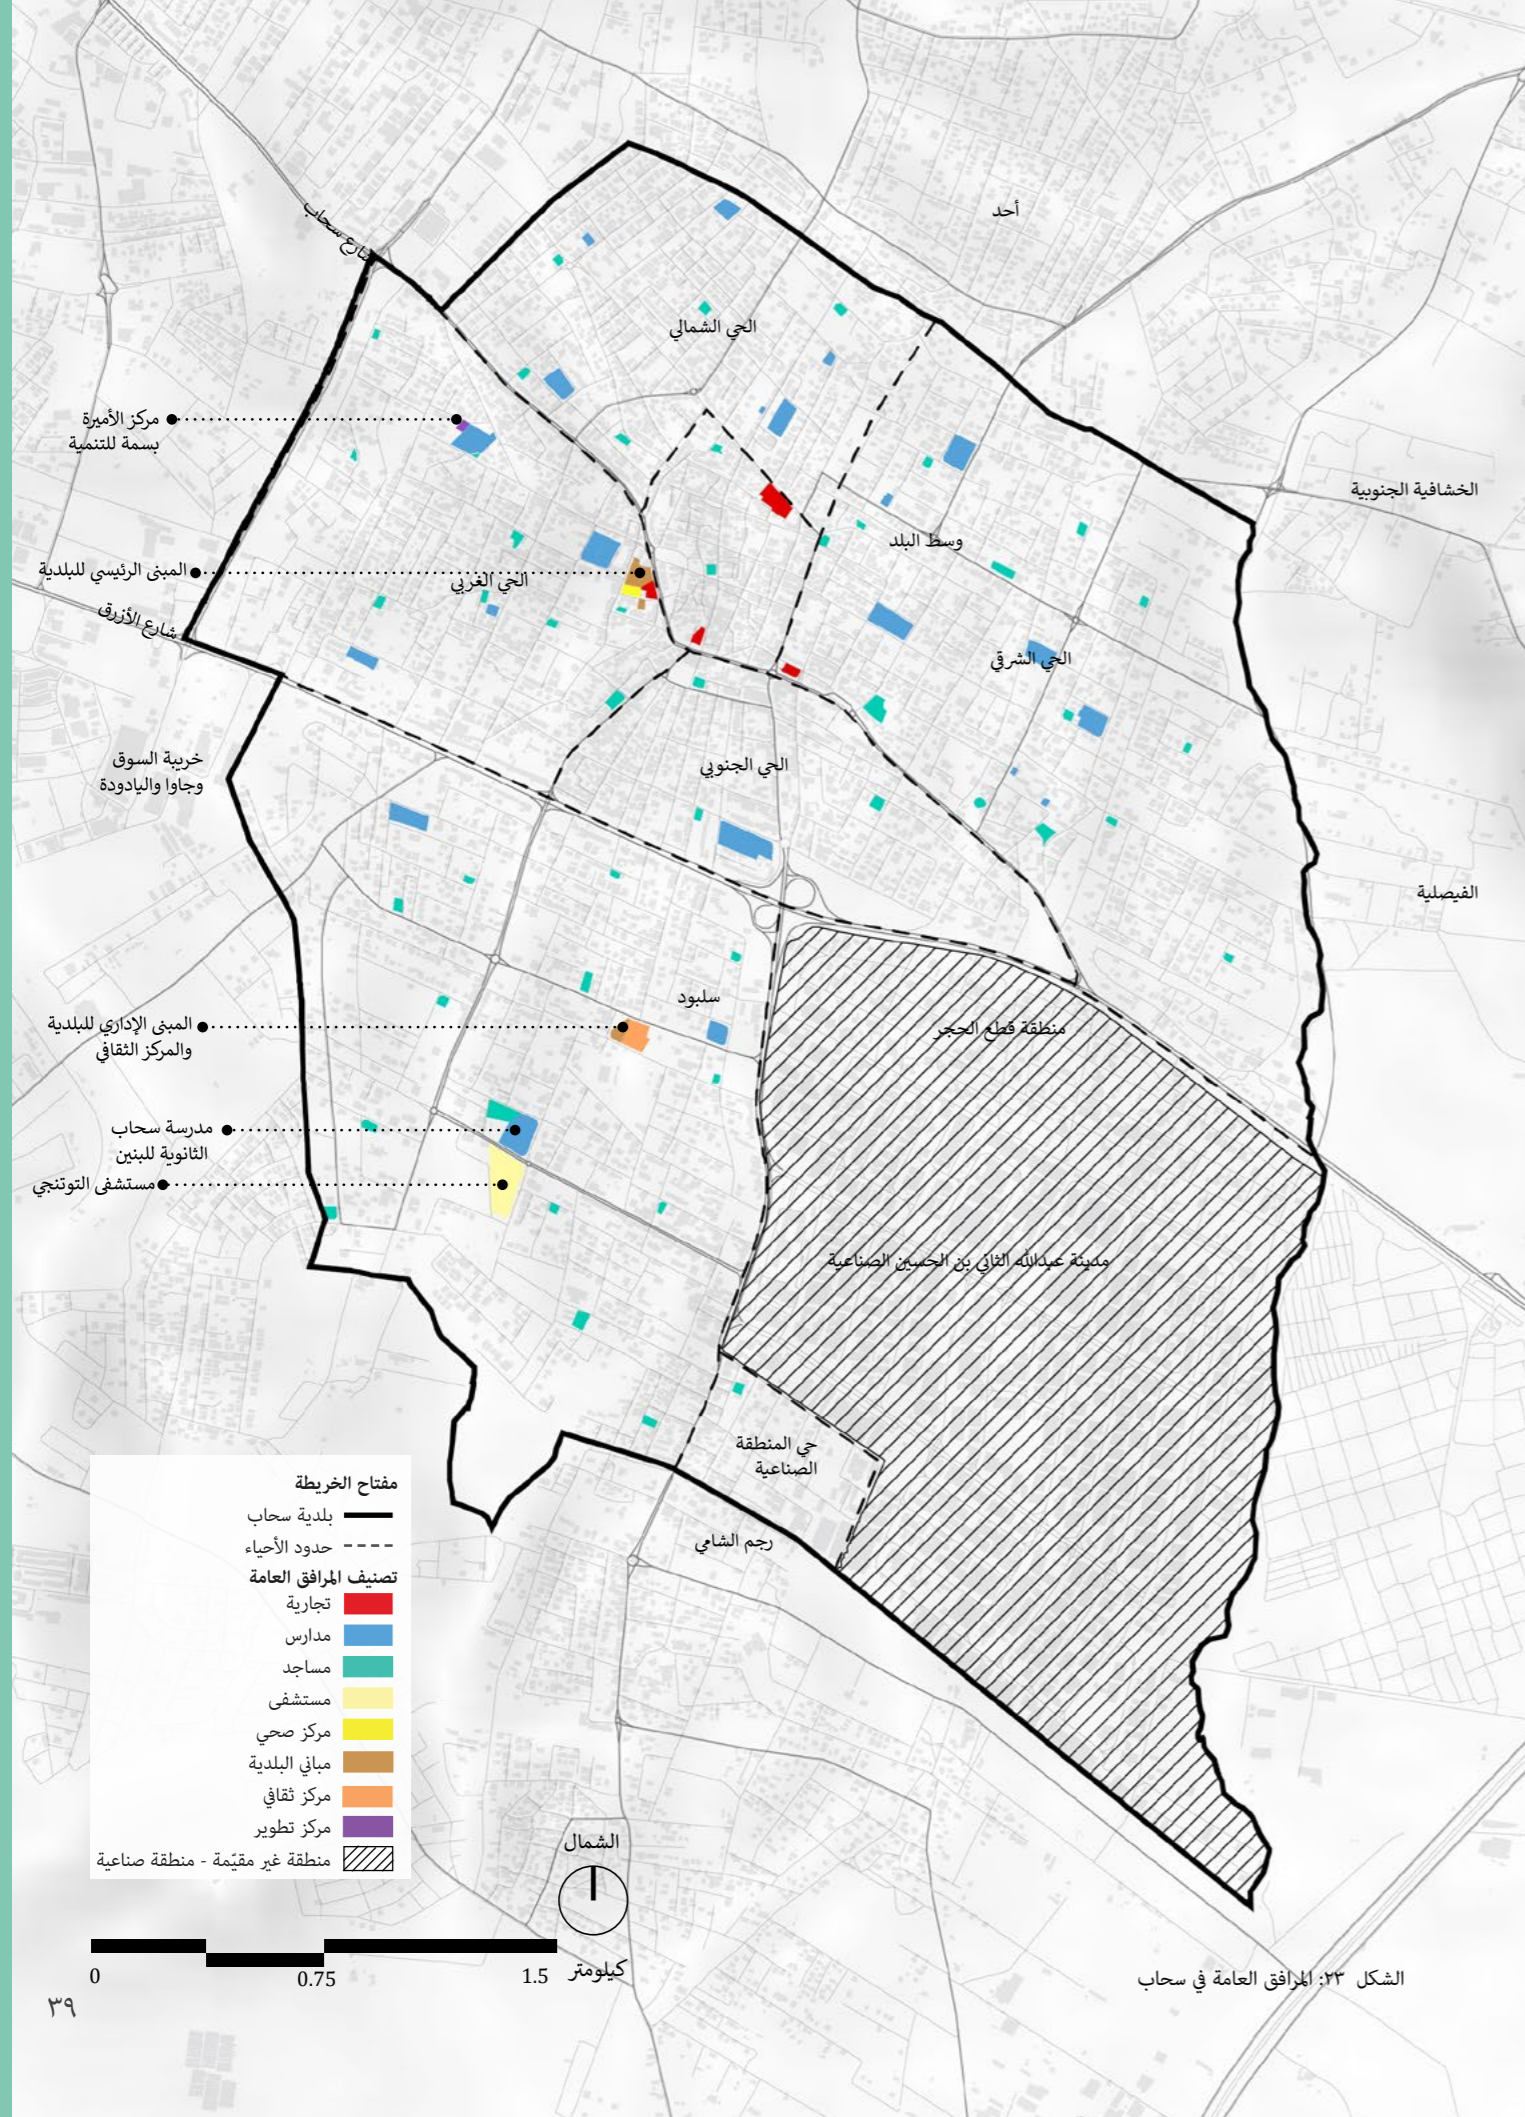 أحد
شارع سحاب
الحي الشمالي
مركز الأميرة
بسمة للتنمية
الخشافية الجنوبية
وسط البلد
المبنى الرئيسي للبلدية
الحي الغربي
شارع الأزرق
الحي الشرقي
خريبة السوق
وجاوا واليادودة
الحي الجنوبي
الفيصلية
سلبود
المبنى الإداري للبلدية
والمركز الثقافي
منطقة قطع الحجر
مدرسة سحاب
الثانوية للبنين
مستشفى التوتنجي
مدينة عبدالله الثاني بن الحسين الصناعية
حي المنطقة
الصناعية
رجم الشامي
مفتاح الخريطة
بلدية سحاب
حدود الأحياء
تصنيف المرافق العامة
تجارية
مدارس
مساجد
مستشفى
مركز صحي
مباني البلدية
مركز ثقافي
مركز تطوير
منطقة غير مقيّمة - منطقة صناعية
الشمال
0 0.75 1.5 كيلومتر
الشكل ٢٣: المرافق العامة في سحاب
٣٩